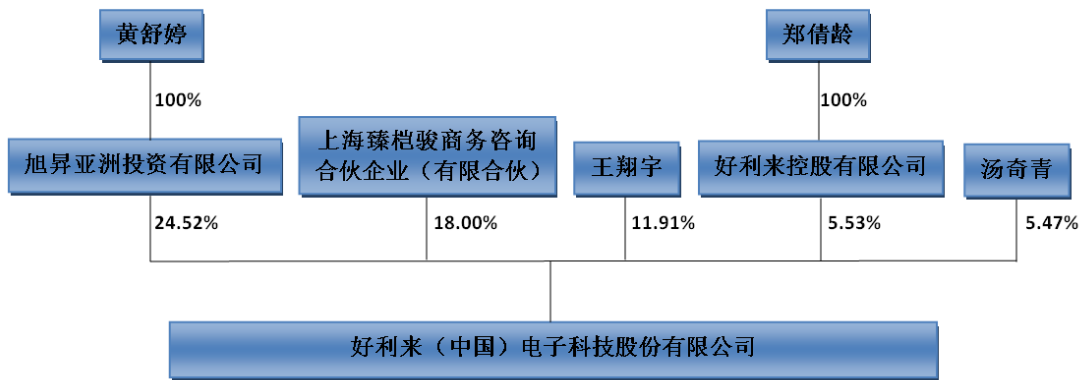 黄舒婷
郑倩龄
100%
100%
旭昇亚洲投资有限公司
上海臻桤骏商务咨询
合伙企业（有限合伙）
王翔宇
好利来控股有限公司
汤奇青
24.52%
18.00%
11.91%
5.53%
5.47%
好利来（中国）电子科技股份有限公司